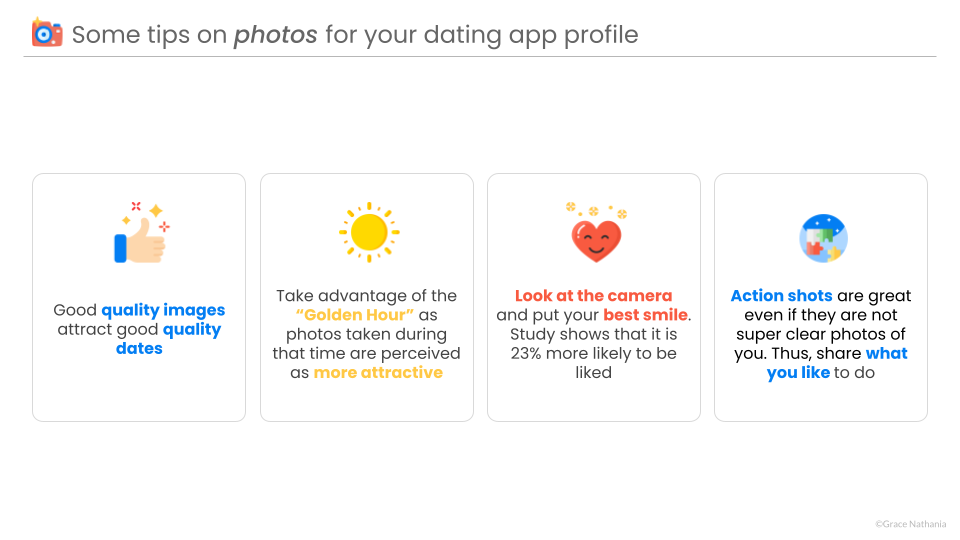 Some tips on photos for your dating app profile
Good quality images
attract good quality
dates
Take advantage of the
“Golden Hour” as
photos taken during
that time are perceived
as more attractive
Look at the camera
and put your best smile.
Study shows that it is
23% more likely to be
liked
Action shots are great
even if they are not
super clear photos of
you. Thus, share what
you like to do
©Grace Nathania